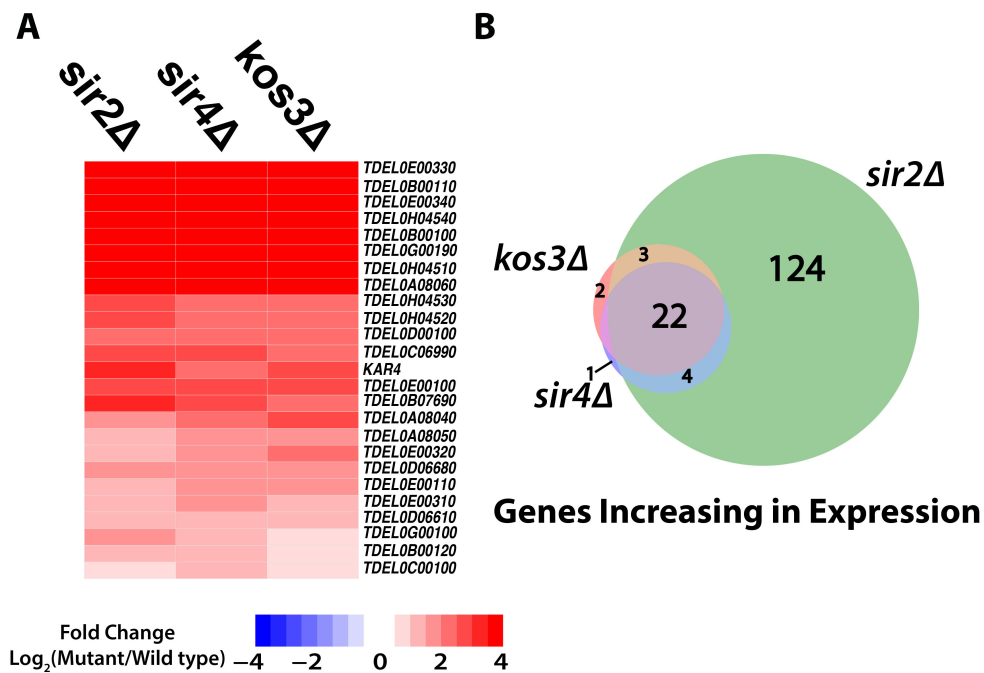 A
sir2Δ
sir4Δ
kos3Δ
TDEL0E00330
TDEL0B00110
TDEL0E00340
TDEL0H04540
TDEL0B00100
TDEL0G00190
TDEL0H04510
TDEL0A08060
TDEL0H04530
TDEL0H04520
TDEL0D00100
TDEL0C06990
KAR4
TDEL0E00100
TDEL0B07690
TDEL0A08040
TDEL0A08050
TDEL0E00320
TDEL0D06680
TDEL0E00110
TDEL0E00310
TDEL0D06610
TDEL0G00100
TDEL0B00120
TDEL0C00100
Fold Change
Log2(Mutant/Wild type)
−4 −2 0 2 4
B
sir2Δ
kos3Δ
3
124
2
22
1
4
sir4Δ
Genes Increasing in Expression